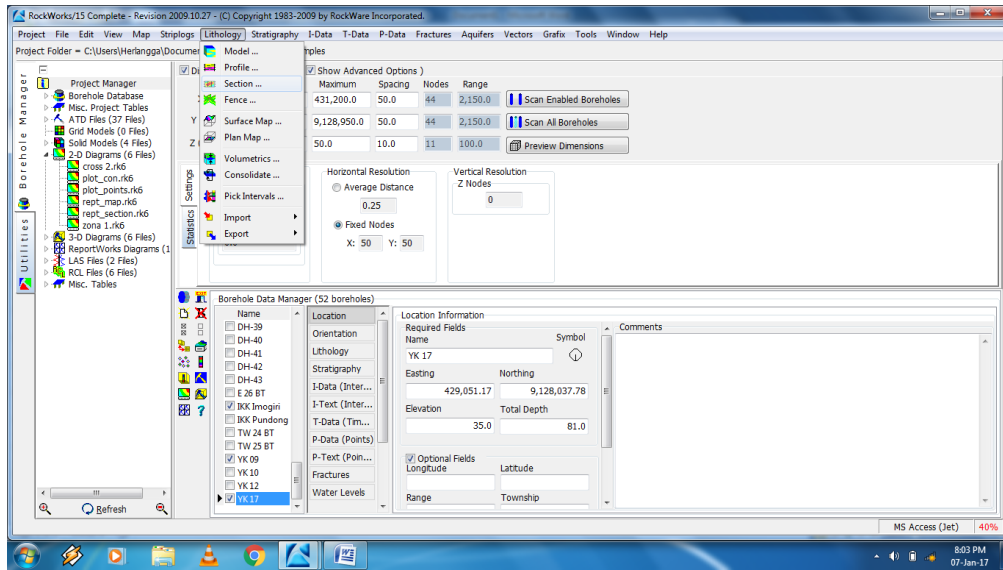 RockWorks/15 Complete - Revision 2009.10.27 - (C) Copyright 1983-2009 by RockWare Incorporated.
Project File Edit View Map Striplogs Lithology Stratigraphy I-Data T-Data P-Data Fractures Aquifers Vectors Grafix Tools Window Help
Project Folder = C:\Users\Herlangga\Docume mples
Borehole Manager
Utilities
Project Manager
Borehole Database
Misc. Project Tables
ATD Files (37 Files)
Grid Models (0 Files)
Solid Models (4 Files)
2-D Diagrams (6 Files)
cross 2.rk6
plot_con.rk6
plot_points.rk6
rept_map.rk6
rept_section.rk6
zona 1.rk6
3-D Diagrams (6 Files)
ReportWorks Diagrams (1
LAS Files (2 Files)
RCL Files (6 Files)
Misc. Tables
Refresh
Model ...
Profile ...
Section ...
Fence ...
Surface Map ...
Plan Map ...
Volumetrics ...
Consolidate ...
Pick Intervals ...
Import
Export
Di Show Advanced Options )
Maximum Spacing Nodes Range
431,200.0 50.0 44 2,150.0 Scan Enabled Boreholes
Y 9,128,950.0 50.0 44 2,150.0 Scan All Boreholes
Z 50.0 10.0 11 100.0 Preview Dimensions
Settings
Statistics
Horizontal Resolution
Average Distance
0.25
Fixed Nodes
X: 50 Y: 50
Vertical Resolution
Z Nodes
0
Borehole Data Manager (52 boreholes)
Name
DH-39
DH-40
DH-41
DH-42
DH-43
E 26 BT
IKK Imogiri
IKK Pundong
TW 24 BT
TW 25 BT
YK 09
YK 10
YK 12
YK 17
Location
Orientation
Lithology
Stratigraphy
I-Data (Inter...
I-Text (Inter...
T-Data (Tim...
P-Data (Points)
P-Text (Poin...
Fractures
Water Levels
Location Information
Required Fields
Name Symbol
YK 17
Easting Northing
429,051.17 9,128,037.78
Elevation Total Depth
35.0 81.0
Optional Fields
Longitude Latitude
Range Township
Comments
MS Access (Jet) 40%
8:03 PM
07-Jan-17